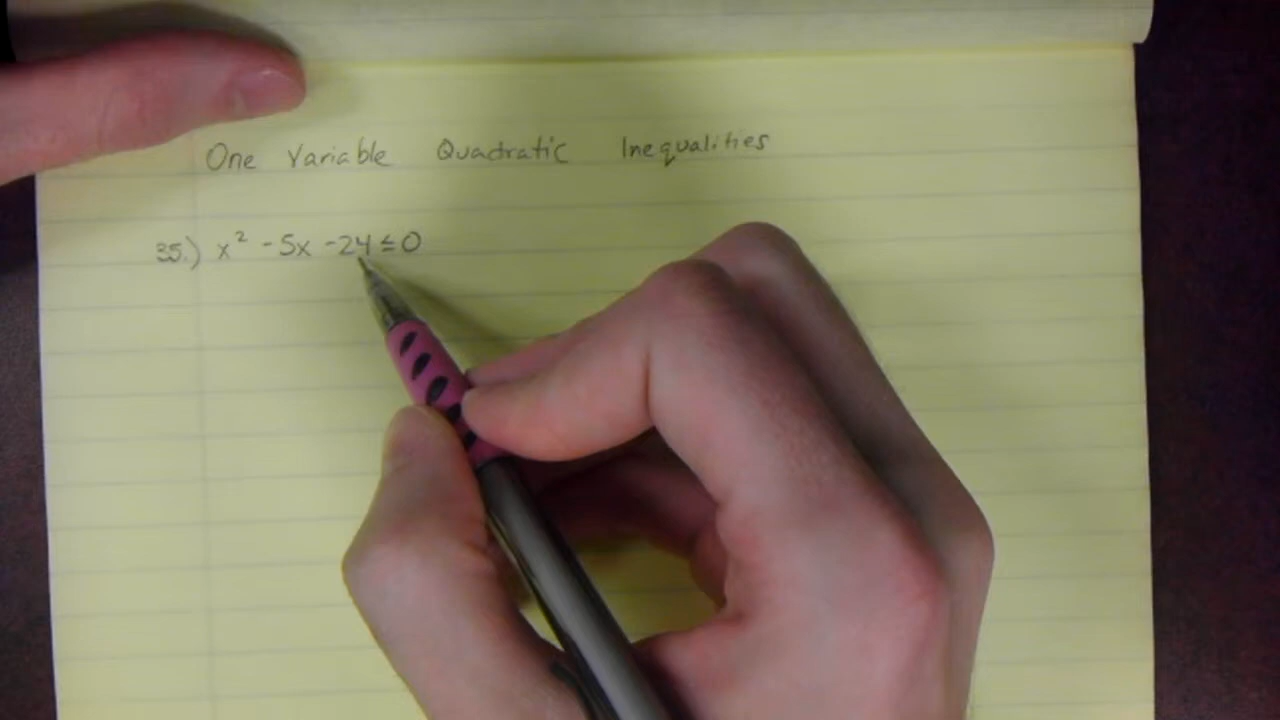 One Variable Quadratic Inequalities
35.) x² -5x -24 ≤ 0